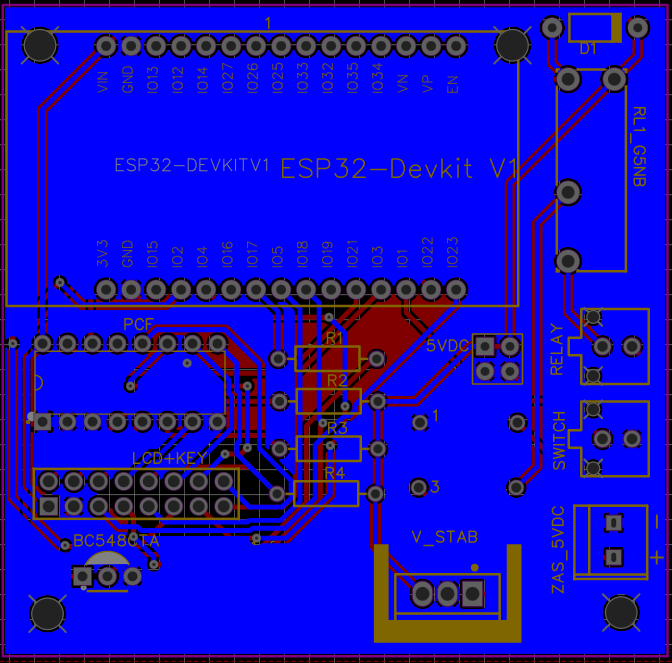 1
D1
VIN GND IO13 IO12 IO14 IO27 IO26 IO25 IO33 IO32 IO35 IO34 VN VP EN
RL1_G5NB
ESP32-DEVKITV1 ESP32-Devkit V1
3V3 GND IO15 IO2 IO4 IO16 IO17 IO5 IO18 IO19 IO21 IO3 IO1 IO22 IO23
PCF
R1
5VDC
RELAY
R2
1
R3
SWITCH
LCD+KEY
R4
3
BC548BTA
V_STAB
ZAS_5VDC
-
+